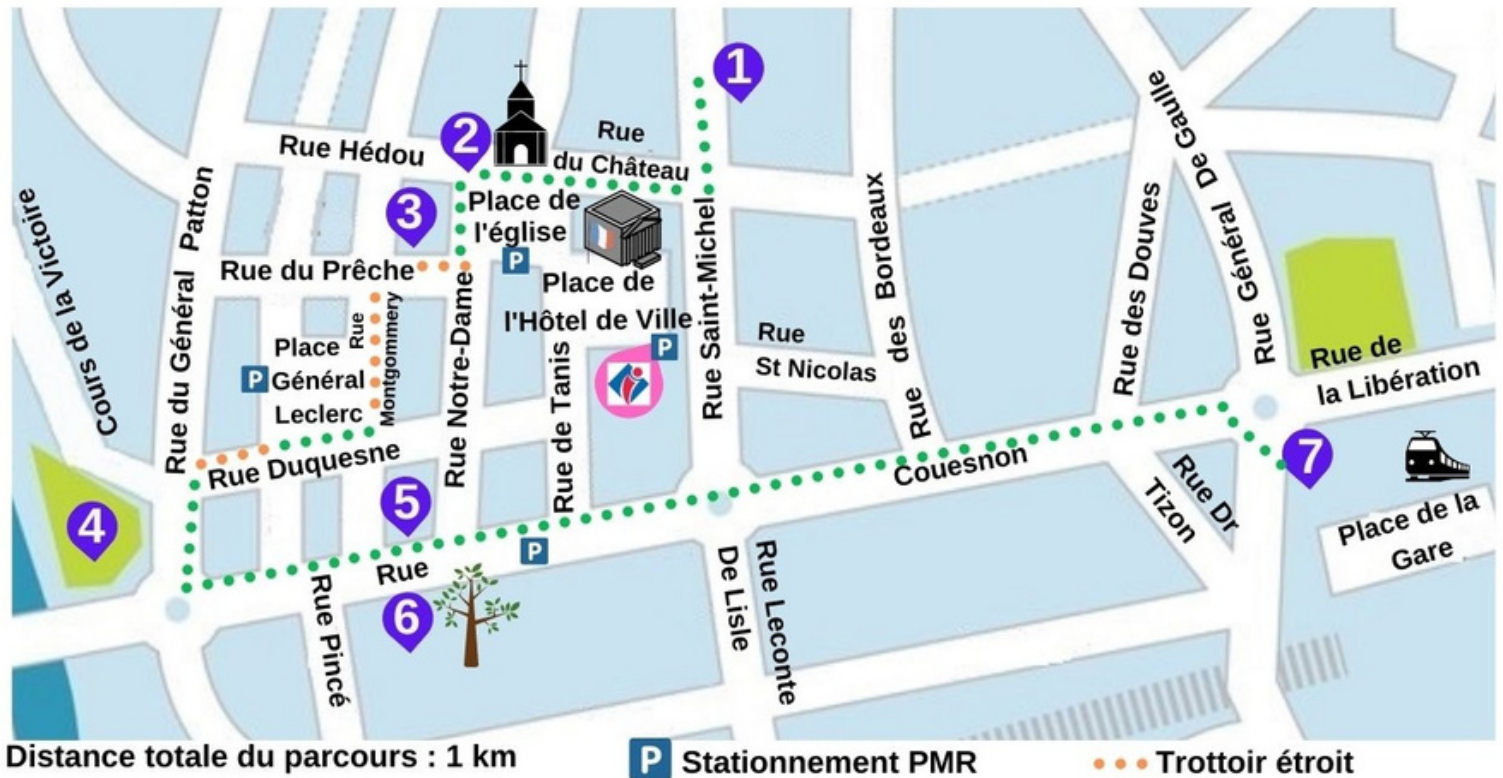 1
2
Rue Hédou
Rue
du Château
3
Place de
l'église
P
Rue du Prêche
Place de
l'Hôtel de Ville
P
Cours de la Victoire
Rue du Général Patton
Rue
Montgommery
Place
Général
Leclerc
P
Rue Notre-Dame
Rue de Tanis
Rue Saint-Michel
Rue
St Nicolas
Rue des Bordeaux
Rue des Douves
Rue Général De Gaulle
Rue de
la Libération
Rue Duquesne
4
5
P
Rue Couesnon
6
7
Rue Pincé
Rue Leconte
De Lisle
Rue Dr
Tizon
Place de la
Gare
Distance totale du parcours : 1 km
P Stationnement PMR
Trottoir étroit